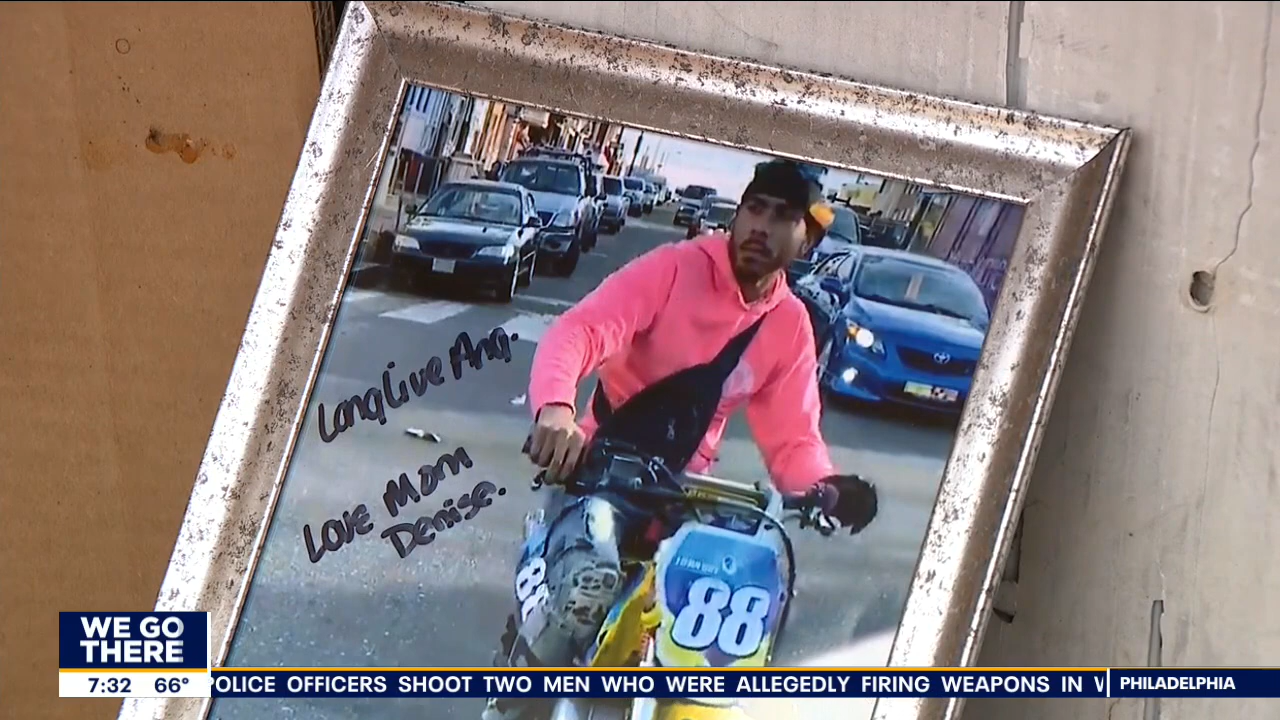 Long Live Ang.
Love Mom
Denise.
88
88
WE GO
THERE
7:32 66°
POLICE OFFICERS SHOOT TWO MEN WHO WERE ALLEGEDLY FIRING WEAPONS IN
PHILADELPHIA